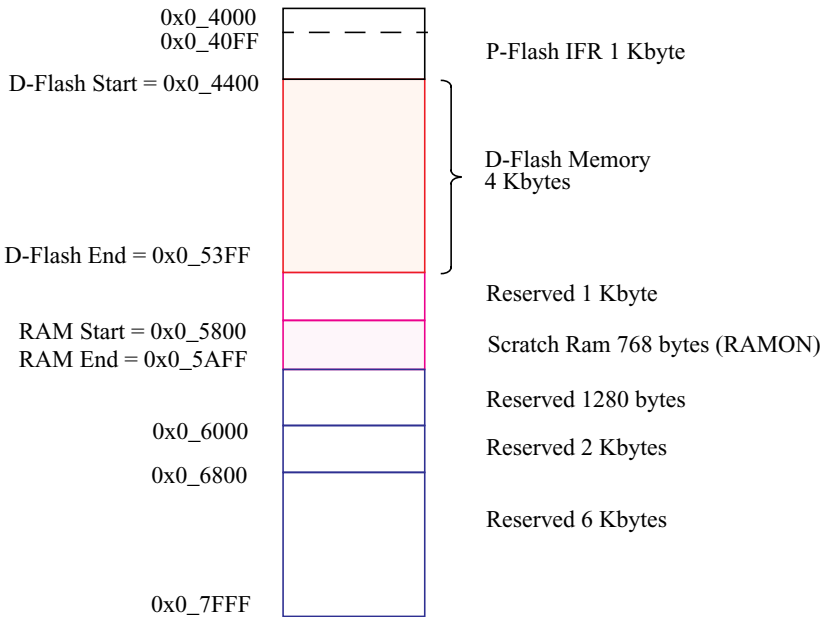 0x0_4000
0x0_40FF
P-Flash IFR 1 Kbyte
D-Flash Start = 0x0_4400
D-Flash Memory
4 Kbytes
D-Flash End = 0x0_53FF
Reserved 1 Kbyte
RAM Start = 0x0_5800
Scratch Ram 768 bytes (RAMON)
RAM End = 0x0_5AFF
Reserved 1280 bytes
0x0_6000
Reserved 2 Kbytes
0x0_6800
Reserved 6 Kbytes
0x0_7FFF